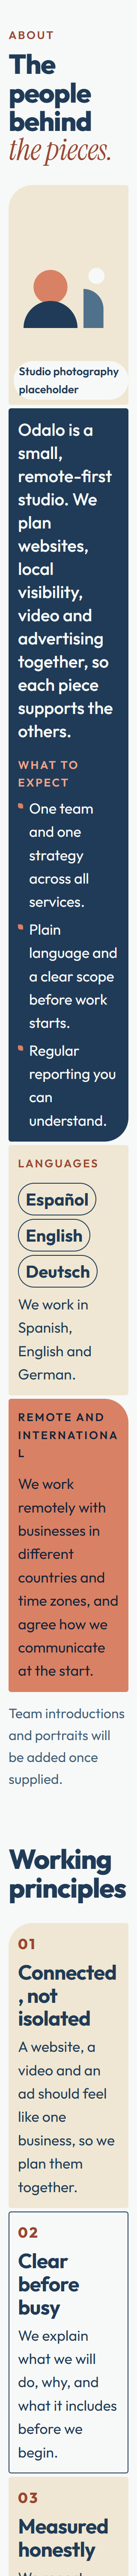 ABOUT
The
people
behind
the pieces.
Studio photography
placeholder
Odalo is a
small,
remote-first
studio. We
plan
websites,
local
visibility,
video and
advertising
together, so
each piece
supports the
others.
WHAT TO
EXPECT
One team
and one
strategy
across all
services.
Plain
language and
a clear scope
before work
starts.
Regular
reporting you
can
understand.
LANGUAGES
Español
English
Deutsch
We work in
Spanish,
English and
German.
REMOTE AND
INTERNATIONA
L
We work
remotely with
businesses in
different
countries and
time zones, and
agree how we
communicate
at the start.
Team introductions
and portraits will
be added once
supplied.
Working
principles
01
Connected
, not
isolated
A website, a
video and an
ad should feel
like one
business, so we
plan them
together.
02
Clear
before
busy
We explain
what we will
do, why, and
what it includes
before we
begin.
03
Measured
honestly